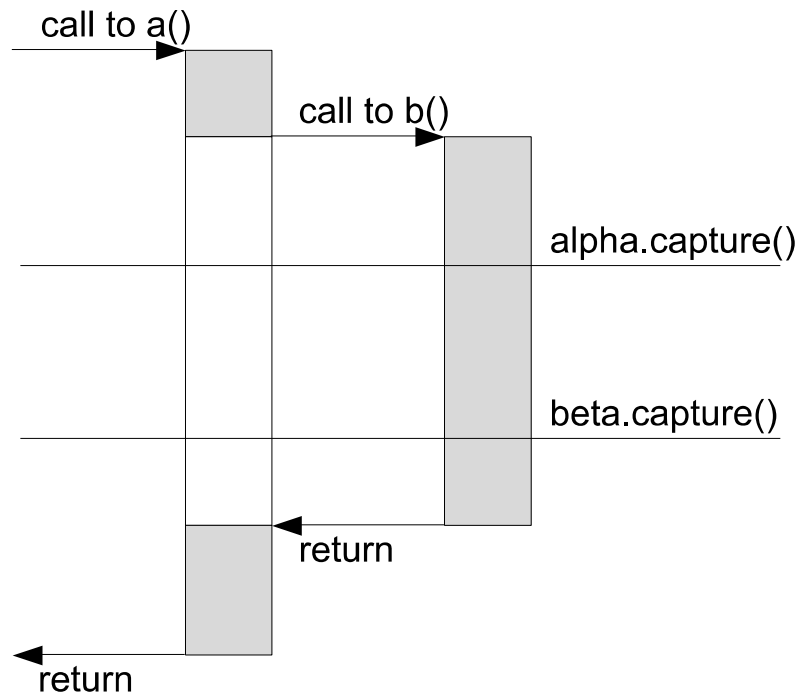 call to a()
call to b()
alpha.capture()
beta.capture()
return
return